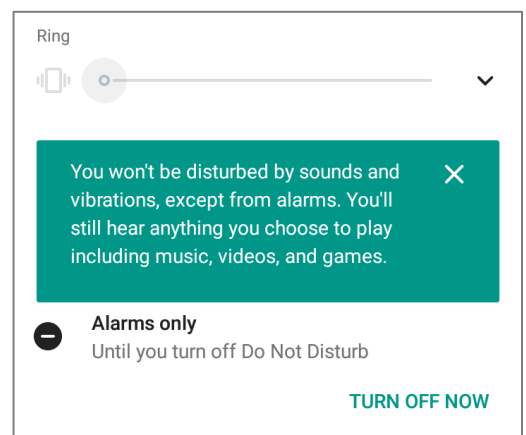 Ring
You won't be disturbed by sounds and
vibrations, except from alarms. You'll
still hear anything you choose to play
including music, videos, and games.
Alarms only
Until you turn off Do Not Disturb
TURN OFF NOW